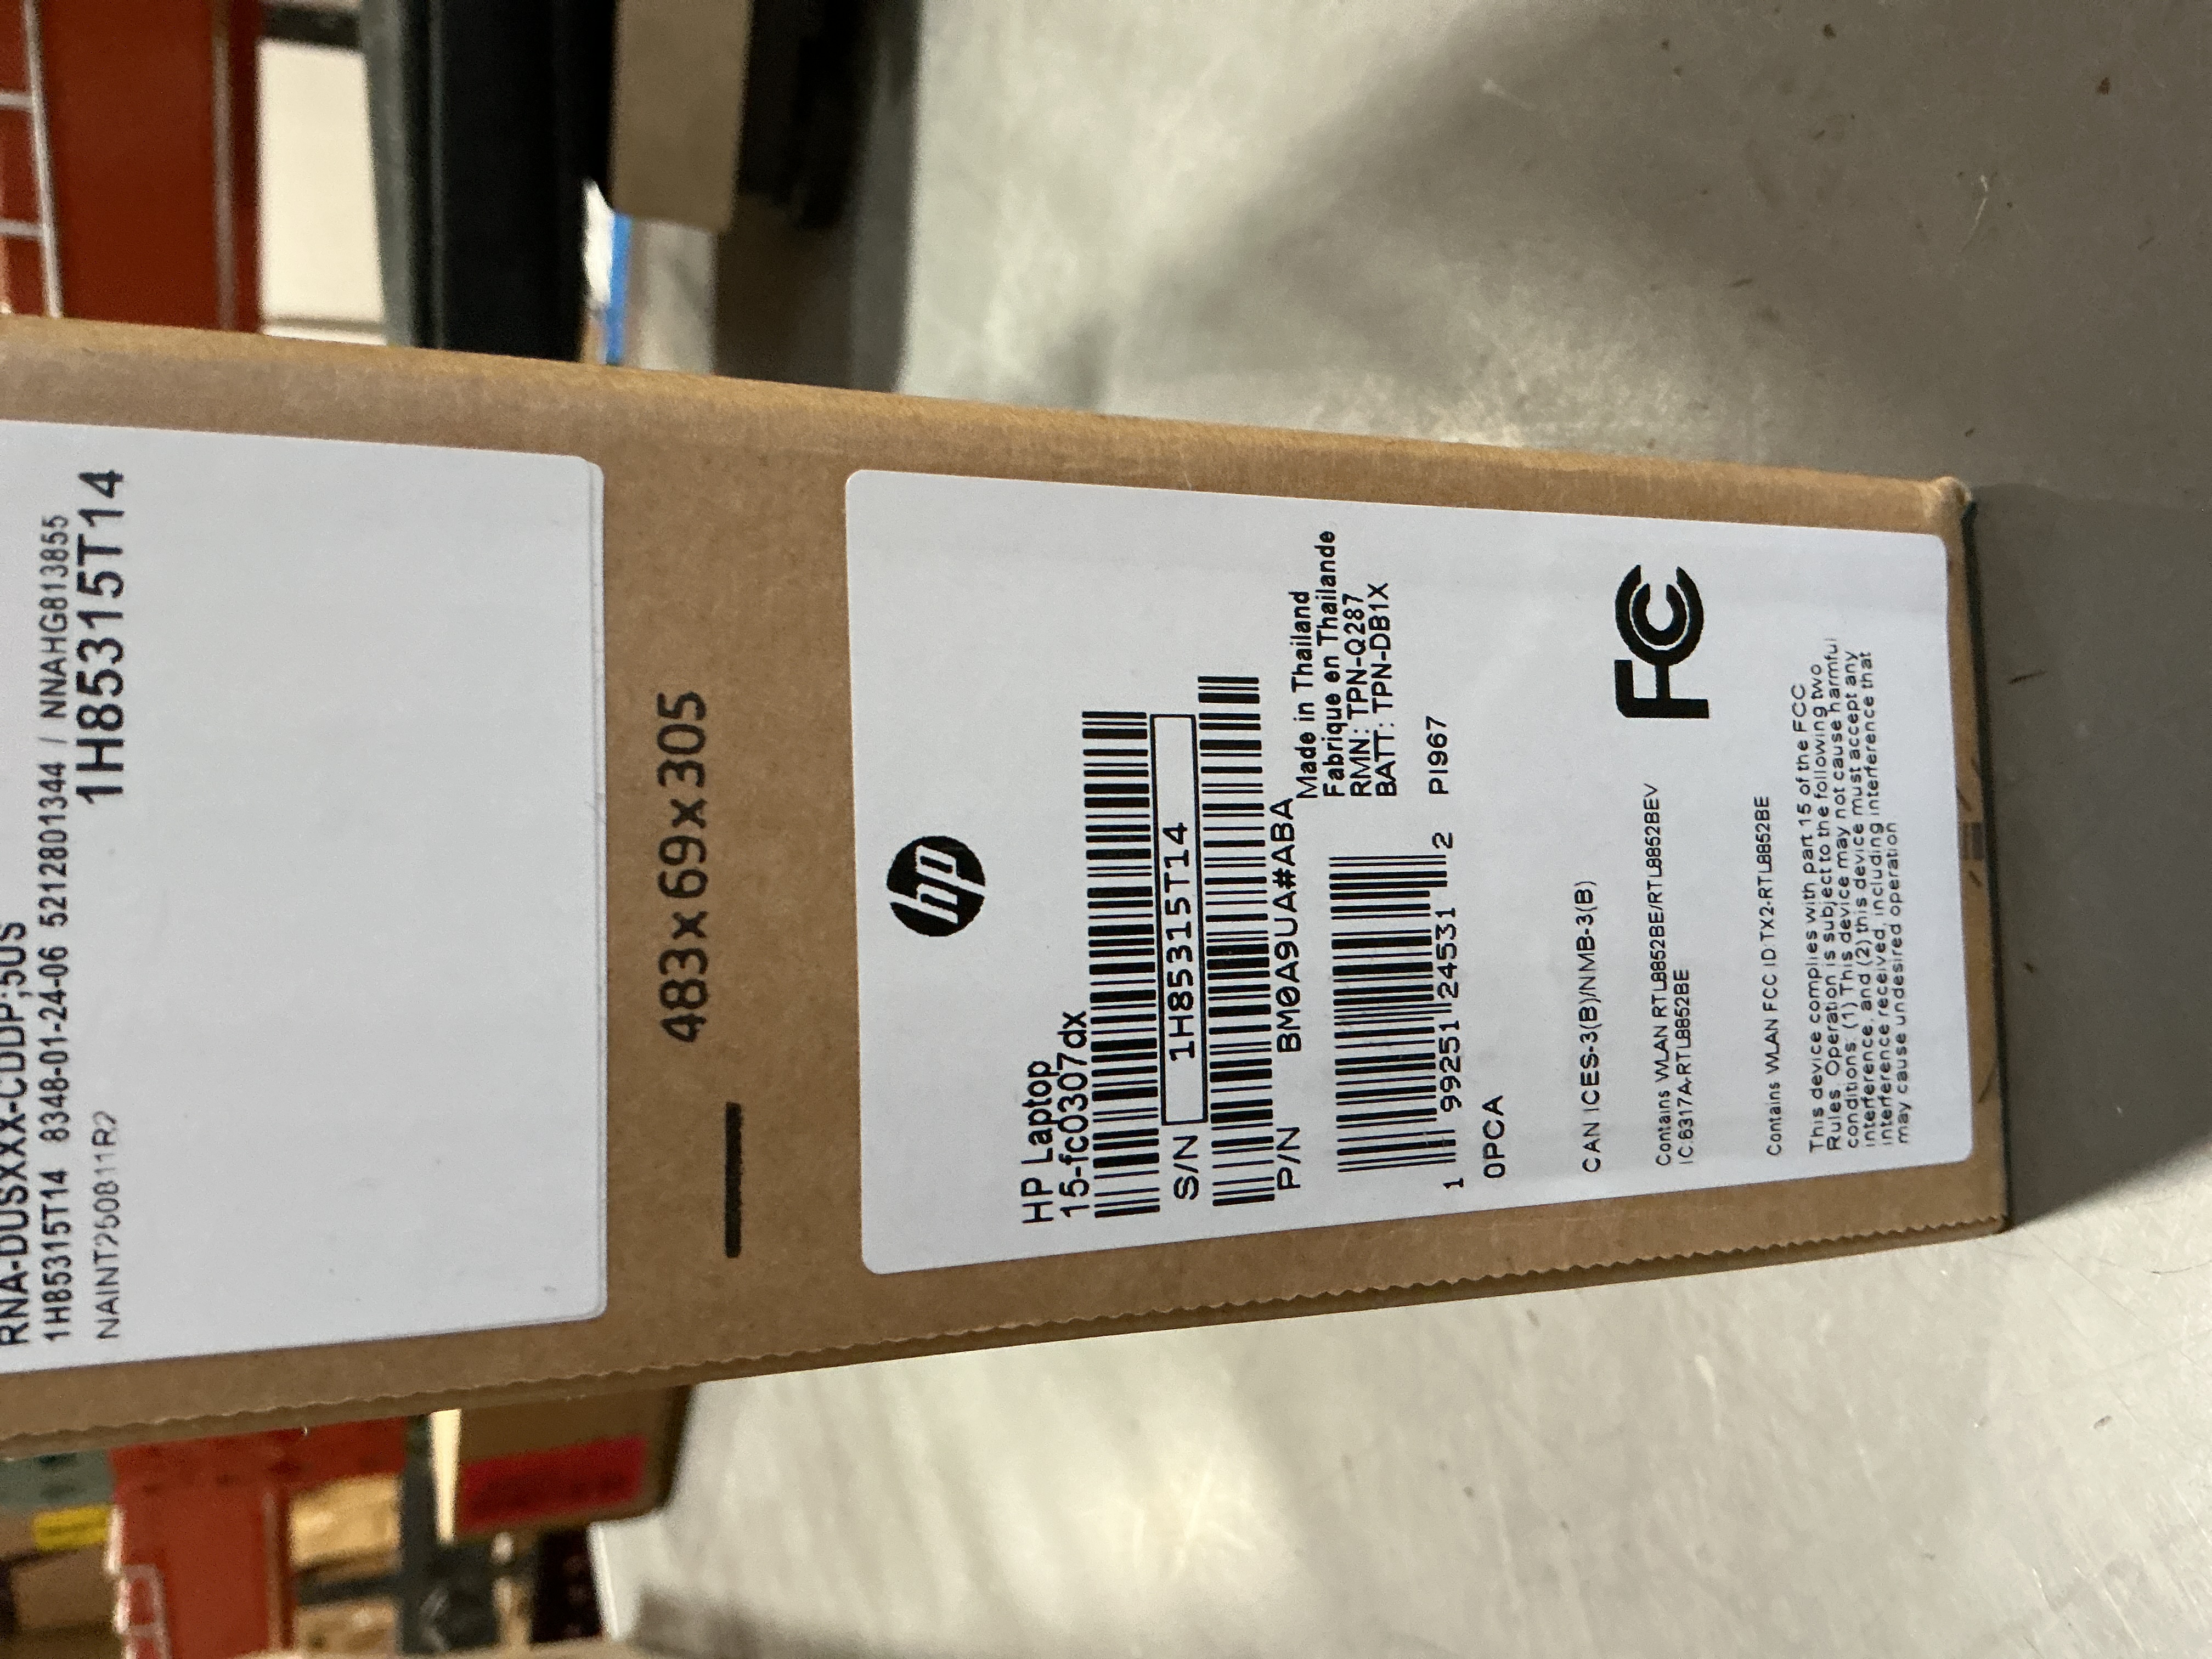 RNA-DUSXXX-CDDP;5US
1H85315T14 8348-01-24-06 5212801344 / NNAHG813855
NAINT250811R2
1H85315T14
483x69x305
hp
HP Laptop
15-fc0307dx
S/N 1H85315T14
P/N BM0A9UA#ABA
Made in Thailand
Fabrique en Thailande
RMN: TPN-Q287
BATT: TPN-DB1X
1 99251 24531 2 PI967
0PCA
CAN ICES-3(B)/NMB-3(B)
Contains WLAN RTL8852BE/RTL8852BEV
IC:6317A-RTL8852BE
FC
Contains WLAN FCC ID:TX2-RTL8852BE
This device complies with part 15 of the FCC
Rules. Operation is subject to the following two
conditions. (1) This device may not cause harmful
interference, and (2) this device must accept any
interference received, including interference that
may cause undesired operation